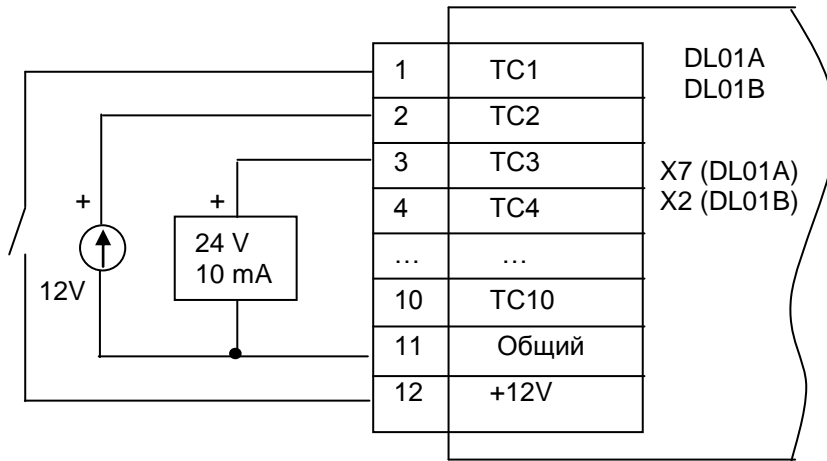 1 TC1
2 TC2
3 TC3
4 TC4
... ...
10 TC10
11 Общий
12 +12V
DL01A
DL01B
X7 (DL01A)
X2 (DL01B)
+
12V
+
24 V
10 mA